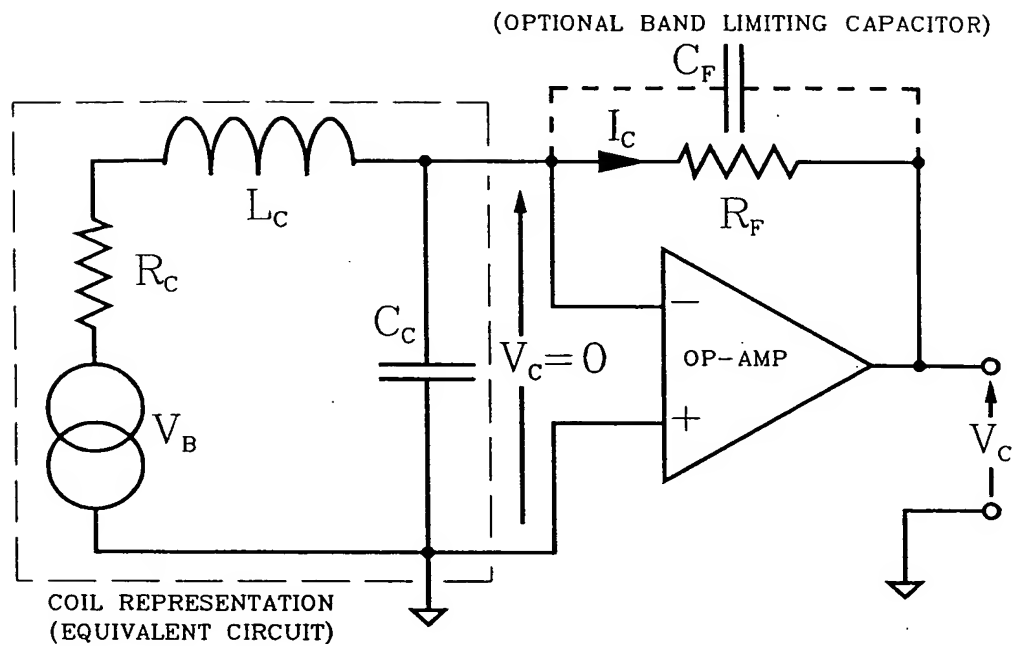 (OPTIONAL BAND LIMITING CAPACITOR)
C_F
I_C
L_C
R_F
R_C
C_C
V_C=0
−
OP-AMP
+
V_B
V_C
COIL REPRESENTATION
(EQUIVALENT CIRCUIT)